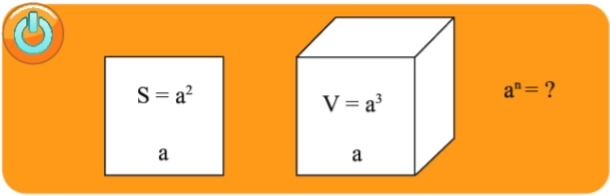 S = a²
a
V = a³
a
aⁿ = ?